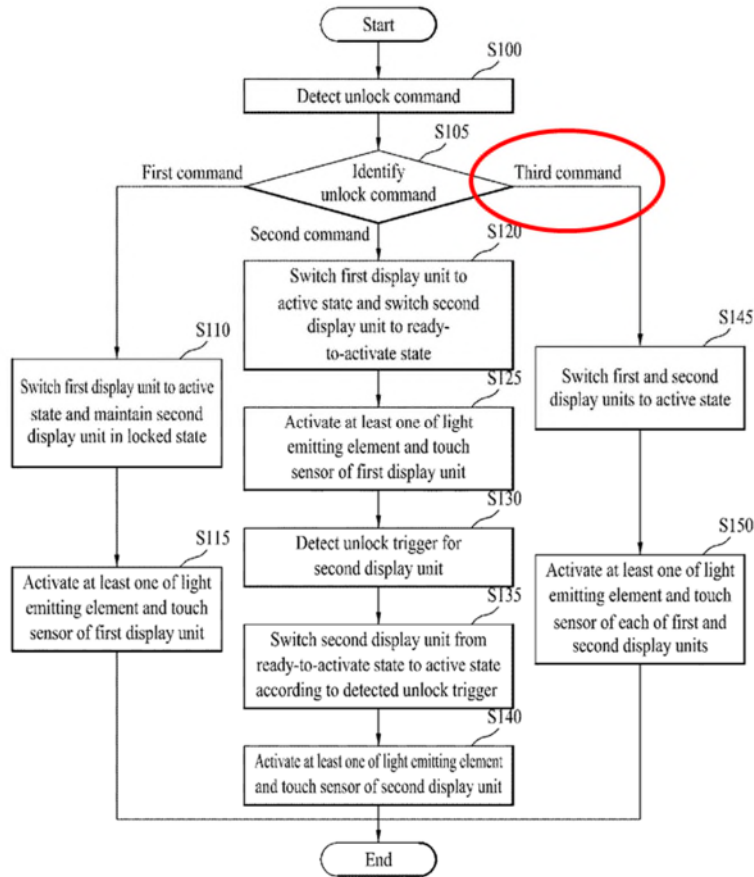 Start
S100
Detect unlock command
S105
Identify
unlock command
First command
Second command
Third command
S120
Switch first display unit to
active state and switch second
display unit to ready-
to-activate state
S110
Switch first display unit to active
state and maintain second
display unit in locked state
S145
Switch first and second
display units to active state
S125
Activate at least one of light
emitting element and touch
sensor of first display unit
S130
Detect unlock trigger for
second display unit
S115
Activate at least one of light
emitting element and touch
sensor of first display unit
S150
Activate at least one of light
emitting element and touch
sensor of each of first and
second display units
S135
Switch second display unit from
ready-to-activate state to active state
according to detected unlock trigger
S140
Activate at least one of light emitting element
and touch sensor of second display unit
End